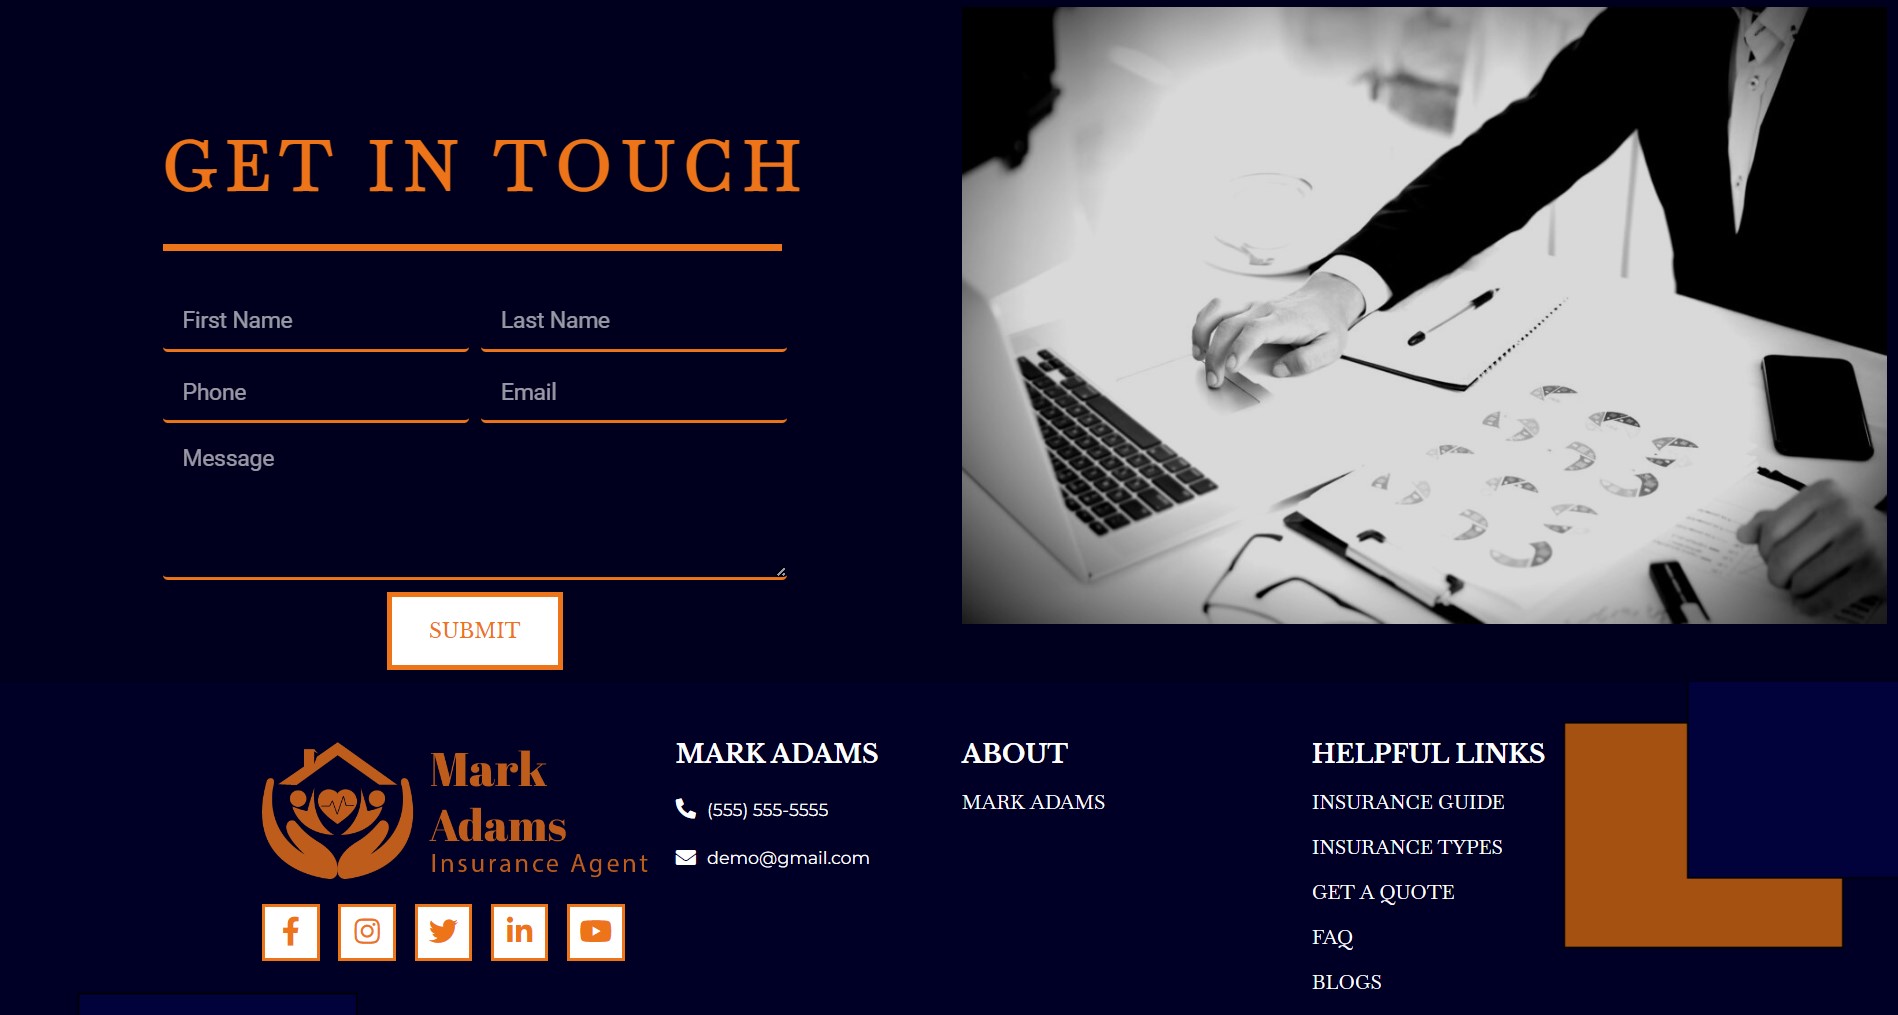 GET IN TOUCH
First Name
Last Name
Phone
Email
Message
SUBMIT
Mark
Adams
Insurance Agent
MARK ADAMS
(555) 555-5555
demo@gmail.com
ABOUT
MARK ADAMS
HELPFUL LINKS
INSURANCE GUIDE
INSURANCE TYPES
GET A QUOTE
FAQ
BLOGS